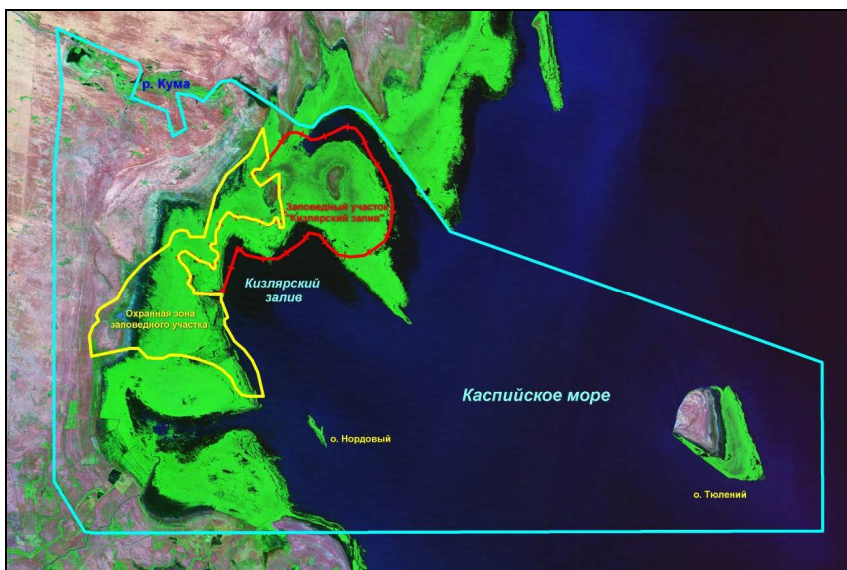 р. Кума
Заповедный участок
"Кизлярский залив"
Кизлярский
залив
Охранная зона
заповедного участка
Каспийское море
о. Нордовый
о. Тюлений